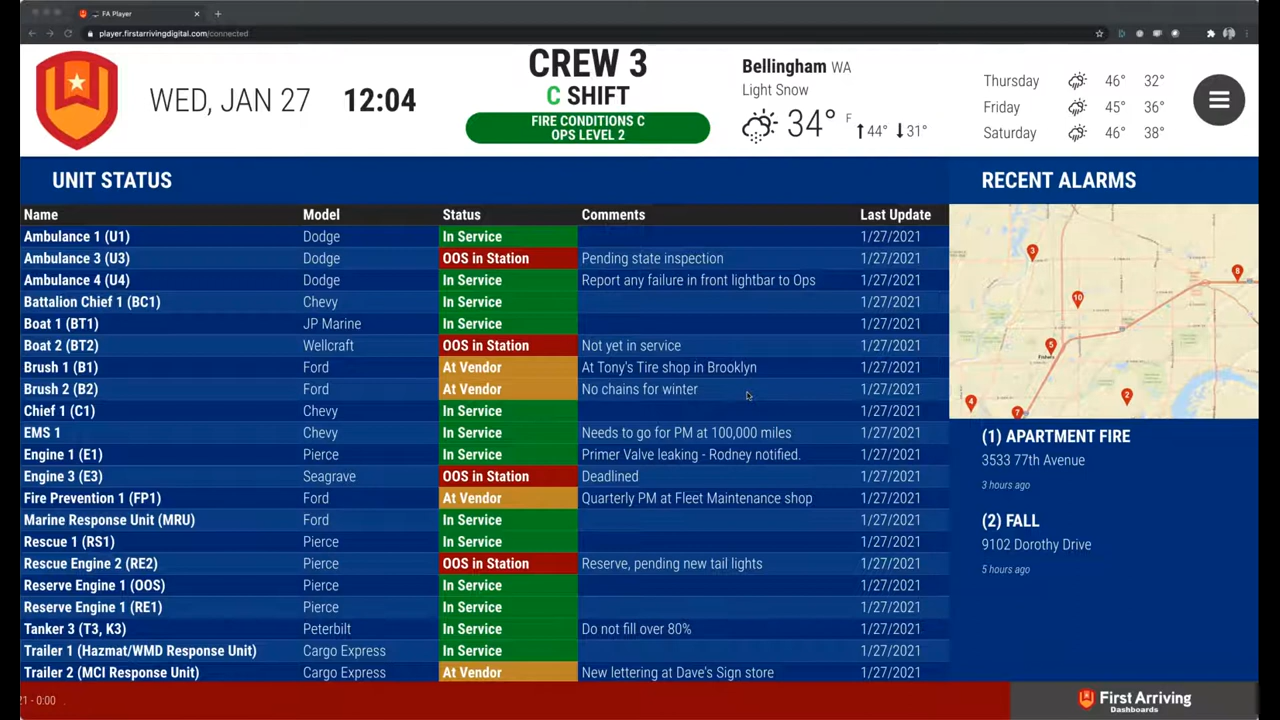 FA Player
player.firstarrivingdigital.com/connected
WED, JAN 27 12:04
CREW 3
C SHIFT
FIRE CONDITIONS C
OPS LEVEL 2
Bellingham WA
Light Snow
34° F 44° 31°
Thursday 46° 32°
Friday 45° 36°
Saturday 46° 38°
UNIT STATUS
Name Model Status Comments Last Update
Ambulance 1 (U1) Dodge In Service 1/27/2021
Ambulance 3 (U3) Dodge OOS in Station Pending state inspection 1/27/2021
Ambulance 4 (U4) Dodge In Service Report any failure in front lightbar to Ops 1/27/2021
Battalion Chief 1 (BC1) Chevy In Service 1/27/2021
Boat 1 (BT1) JP Marine In Service 1/27/2021
Boat 2 (BT2) Wellcraft OOS in Station Not yet in service 1/27/2021
Brush 1 (B1) Ford At Vendor At Tony's Tire shop in Brooklyn 1/27/2021
Brush 2 (B2) Ford At Vendor No chains for winter 1/27/2021
Chief 1 (C1) Chevy In Service 1/27/2021
EMS 1 Chevy In Service Needs to go for PM at 100,000 miles 1/27/2021
Engine 1 (E1) Pierce In Service Primer Valve leaking - Rodney notified. 1/27/2021
Engine 3 (E3) Seagrave OOS in Station Deadlined 1/27/2021
Fire Prevention 1 (FP1) Ford At Vendor Quarterly PM at Fleet Maintenance shop 1/27/2021
Marine Response Unit (MRU) Ford In Service 1/27/2021
Rescue 1 (RS1) Pierce In Service 1/27/2021
Rescue Engine 2 (RE2) Pierce OOS in Station Reserve, pending new tail lights 1/27/2021
Reserve Engine 1 (OOS) Pierce In Service 1/27/2021
Reserve Engine 1 (RE1) Pierce In Service 1/27/2021
Tanker 3 (T3, K3) Peterbilt In Service Do not fill over 80% 1/27/2021
Trailer 1 (Hazmat/WMD Response Unit) Cargo Express In Service 1/27/2021
Trailer 2 (MCI Response Unit) Cargo Express At Vendor New lettering at Dave's Sign store 1/27/2021
RECENT ALARMS
3
8
10
5
Fishers
2
4
7
(1) APARTMENT FIRE
3533 77th Avenue
3 hours ago
(2) FALL
9102 Dorothy Drive
5 hours ago
21 - 0:00
First Arriving
Dashboards